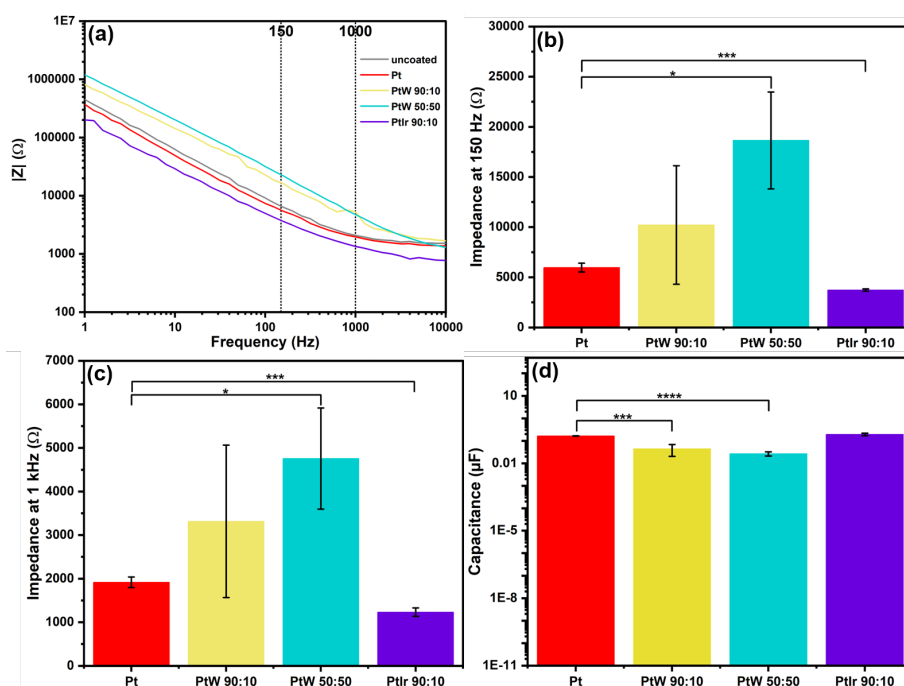 (a)
150
1000
1E7
1000000
100000
10000
1000
100
|Z| (Ω)
uncoated
Pt
PtW 90:10
PtW 50:50
PtIr 90:10
1
10
100
1000
10000
Frequency (Hz)
(b)
30000
25000
20000
15000
10000
5000
0
Impedance at 150 Hz (Ω)
***
*
Pt
PtW 90:10
PtW 50:50
PtIr 90:10
(c)
7000
6000
5000
4000
3000
2000
1000
0
Impedance at 1 kHz (Ω)
***
*
Pt
PtW 90:10
PtW 50:50
PtIr 90:10
(d)
0.01
1E-5
1E-8
1E-11
Capacitance (µF)
****
***
Pt
PtW 90:10
PtW 50:50
PtIr 90:10